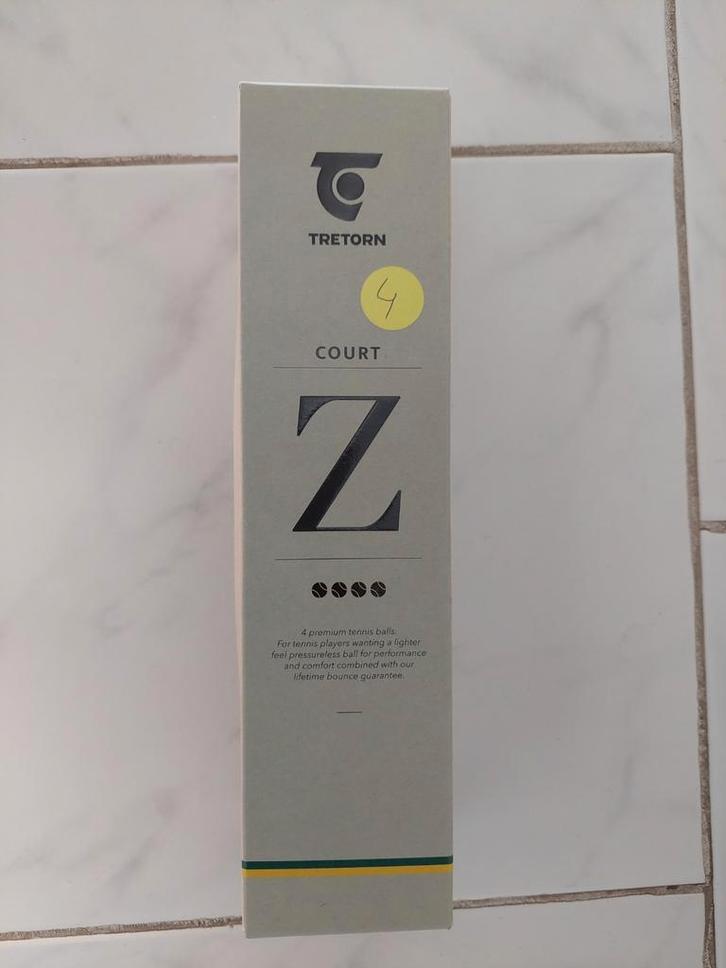 TRETORN
4
COURT
Z
4 premium tennis balls.
For tennis players wanting a lighter
feel pressureless ball for performance
and comfort combined with our
lifetime bounce guarantee.